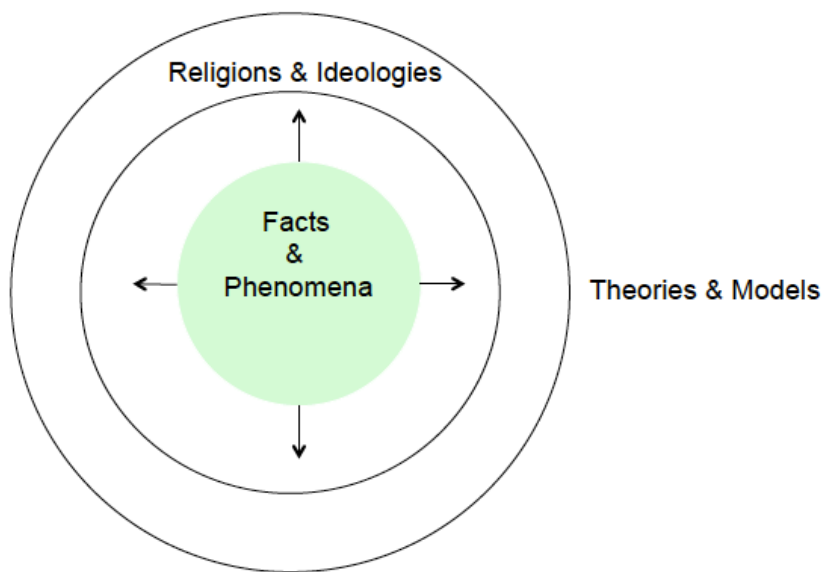 Religions & Ideologies
Facts
&
Phenomena
Theories & Models